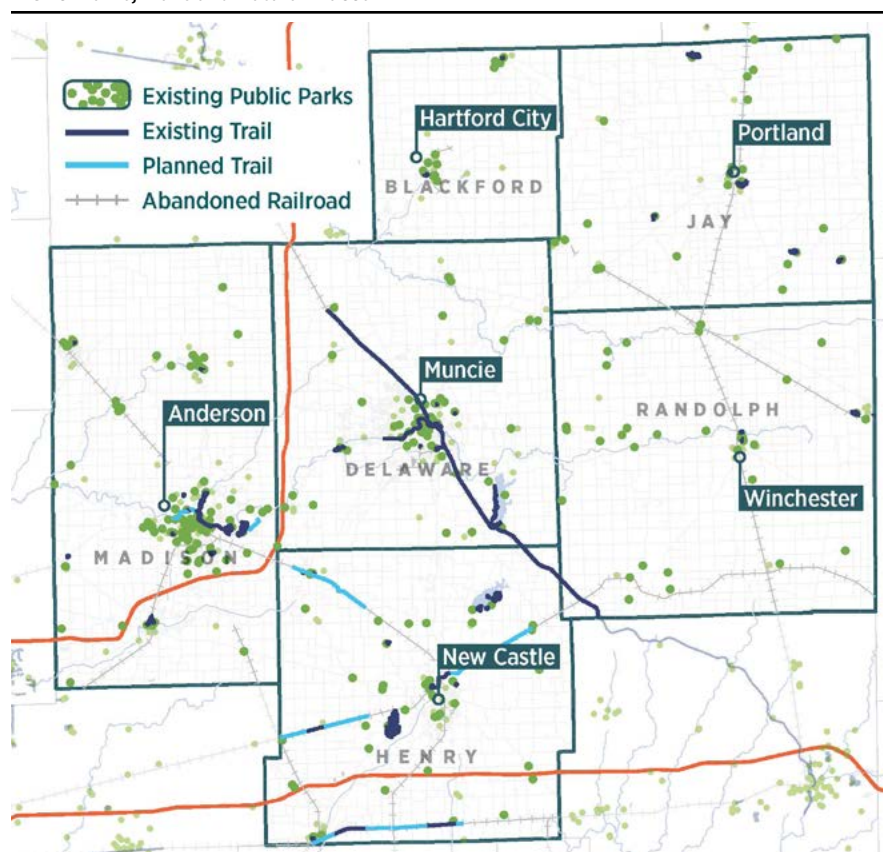 Existing Public Parks
Existing Trail
Planned Trail
Abandoned Railroad
Hartford City
BLACKFORD
Portland
JAY
Muncie
DELAWARE
Anderson
MADISON
RANDOLPH
Winchester
New Castle
HENRY